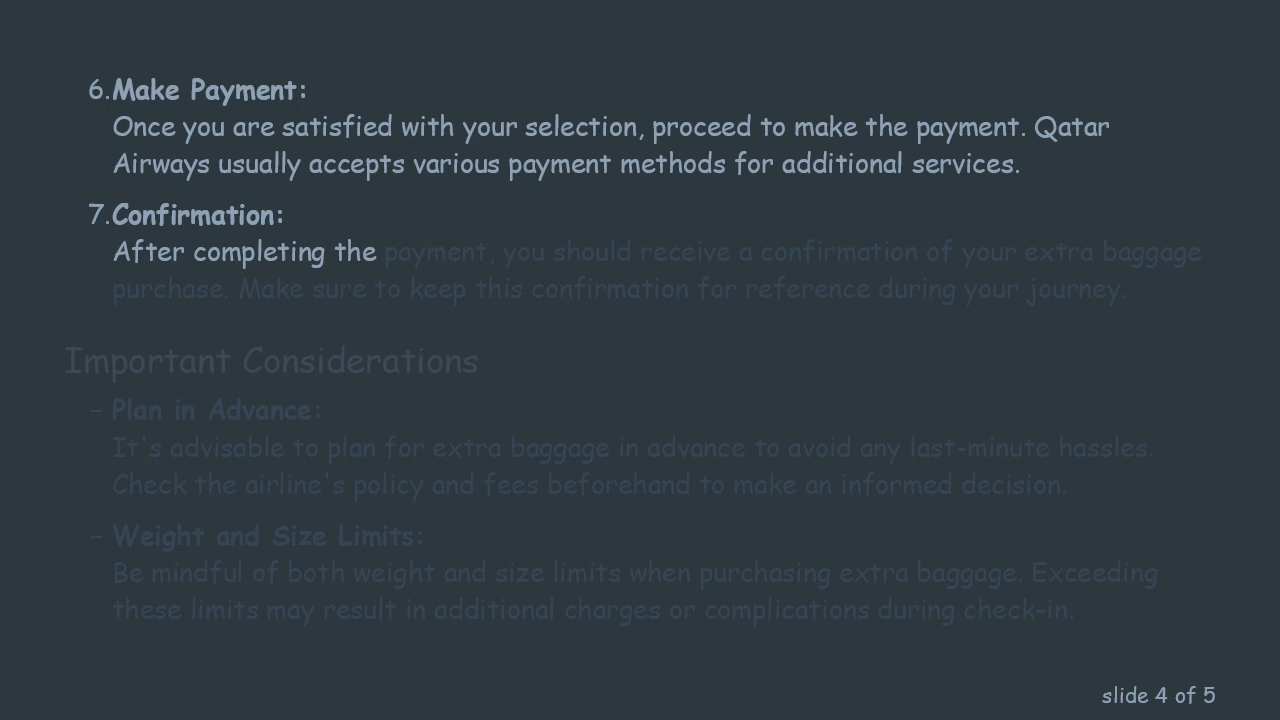 6. Make Payment:
Once you are satisfied with your selection, proceed to make the payment. Qatar
Airways usually accepts various payment methods for additional services.
7. Confirmation:
After completing the payment, you should receive a confirmation of your extra baggage
purchase. Make sure to keep this confirmation for reference during your journey.
Important Considerations
– Plan in Advance:
It's advisable to plan for extra baggage in advance to avoid any last-minute hassles.
Check the airline's policy and fees beforehand to make an informed decision.
– Weight and Size Limits:
Be mindful of both weight and size limits when purchasing extra baggage. Exceeding
these limits may result in additional charges or complications during check-in.
slide 4 of 5